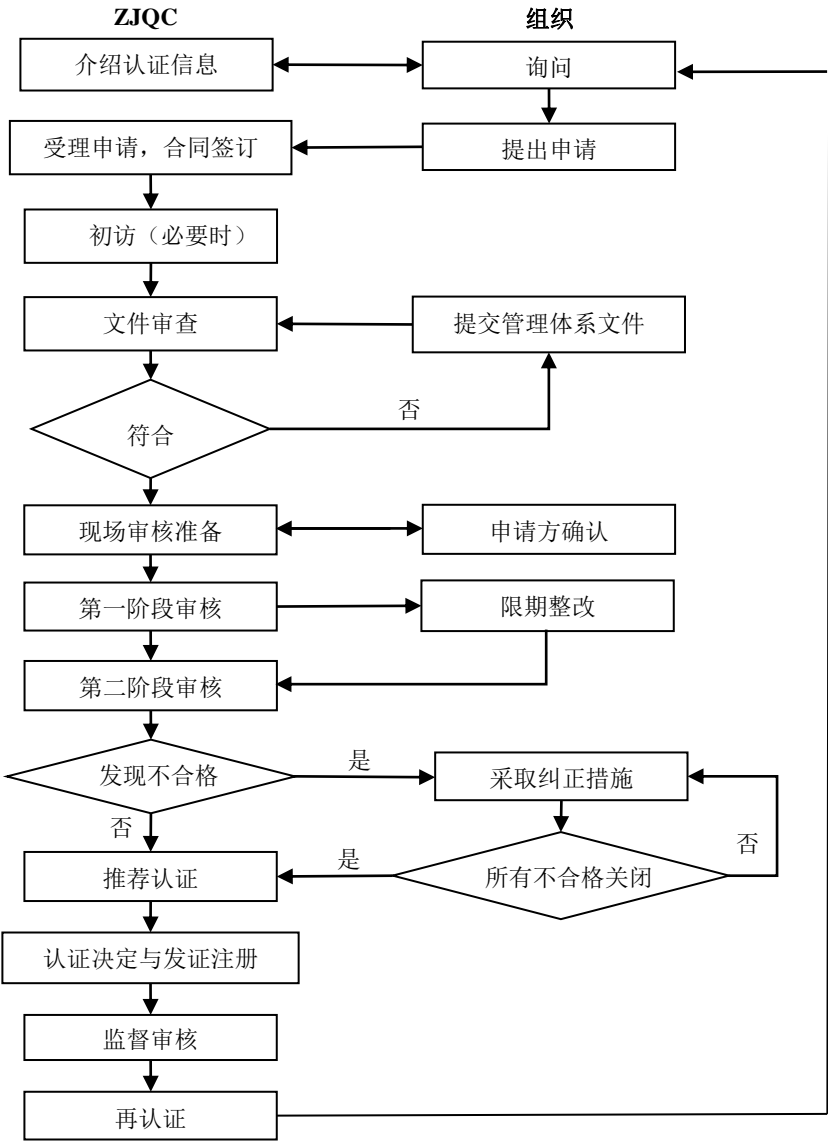 ZJQC
组织
介绍认证信息
询问
受理申请，合同签订
提出申请
初访（必要时）
文件审查
提交管理体系文件
否
符合
现场审核准备
申请方确认
第一阶段审核
限期整改
第二阶段审核
发现不合格
是
采取纠正措施
否
否
推荐认证
是
所有不合格关闭
认证决定与发证注册
监督审核
再认证